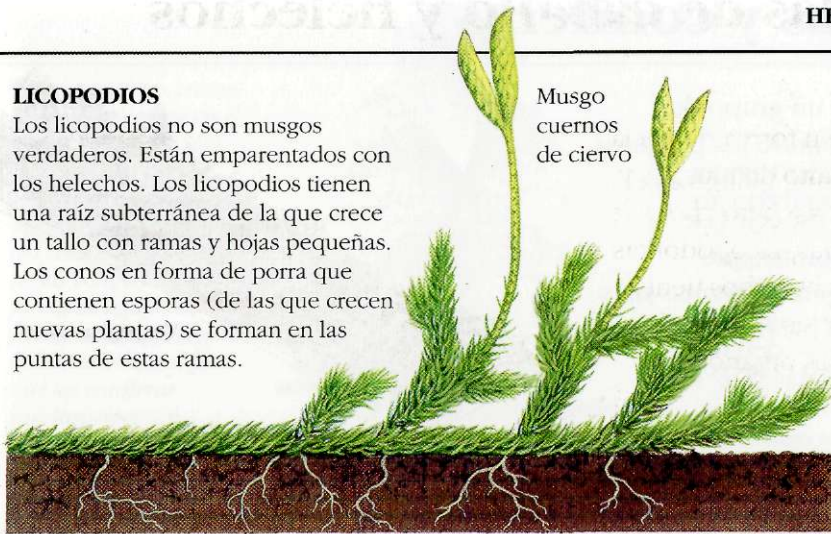 HE
LICOPODIOS
Los licopodios no son musgos
verdaderos. Están emparentados con
los helechos. Los licopodios tienen
una raíz subterránea de la que crece
un tallo con ramas y hojas pequeñas.
Los conos en forma de porra que
contienen esporas (de las que crecen
nuevas plantas) se forman en las
puntas de estas ramas.
Musgo
cuernos
de ciervo